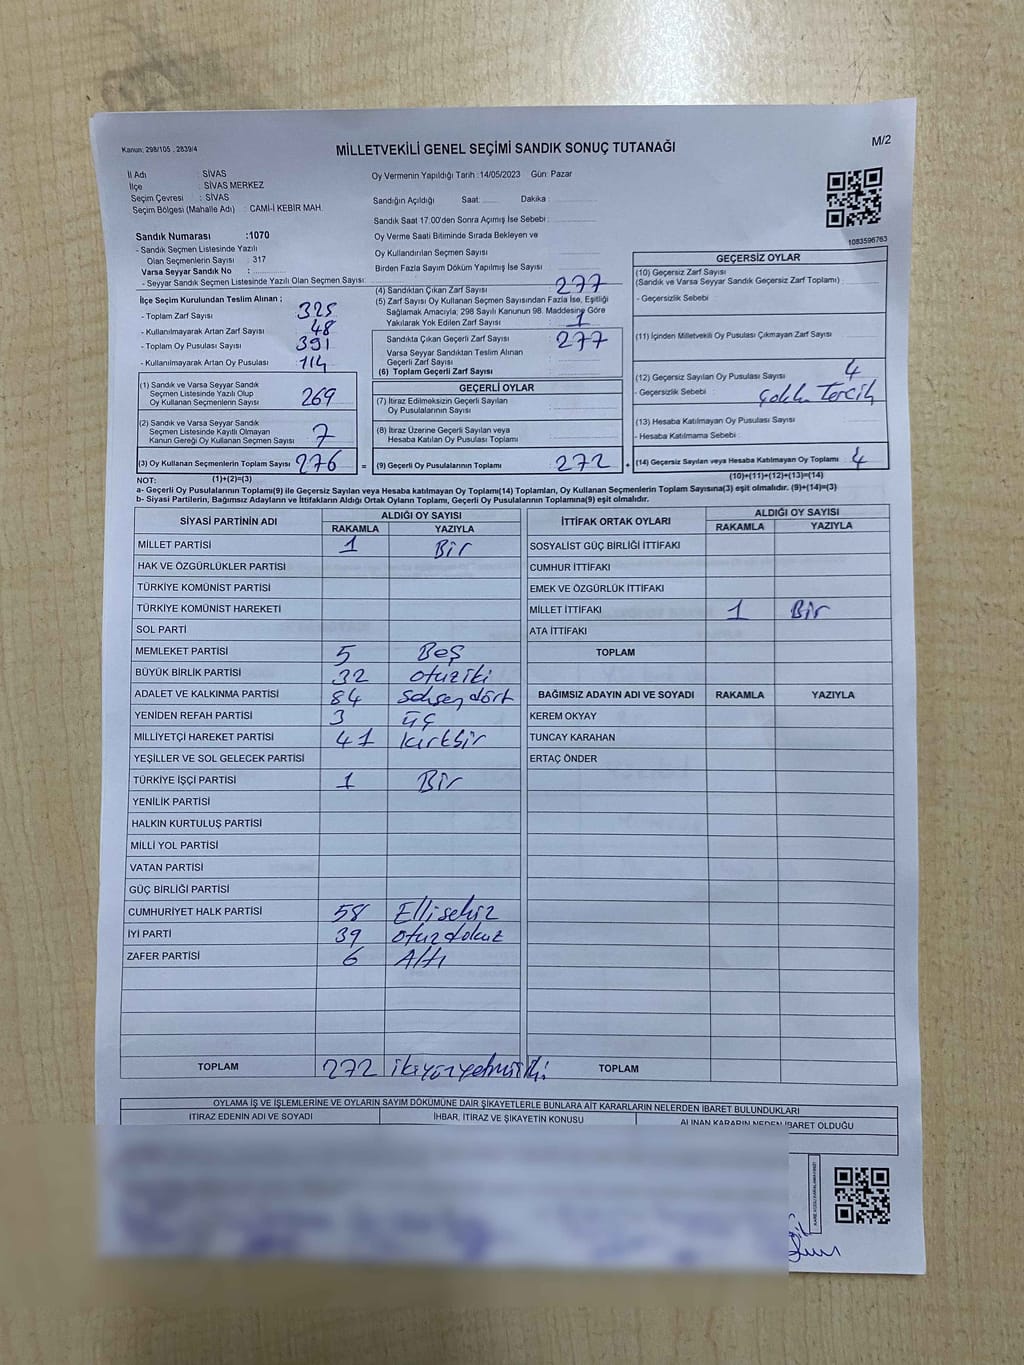 Kanun: 298/105 , 2839/4
MİLLETVEKİLİ GENEL SEÇİMİ SANDIK SONUÇ TUTANAĞI
M/2
İl Adı : SİVAS
İlçe : SİVAS MERKEZ
Seçim Çevresi : SİVAS
Seçim Bölgesi (Mahalle Adı) : CAMİ-İ KEBİR MAH.
Sandık Numarası :1070
- Sandık Seçmen Listesinde Yazılı
Olan Seçmenlerin Sayısı : 317
Varsa Seyyar Sandık No :
- Seyyar Sandık Seçmen Listesinde Yazılı Olan Seçmen Sayısı:
Oy Vermenin Yapıldığı Tarih :14/05/2023 Gün: Pazar
Sandığın Açıldığı Saat: Dakika :
Sandık Saat 17:00'den Sonra Açımış İse Sebebi :
Oy Verme Saati Bitiminde Sırada Bekleyen ve
Oy Kullandırılan Seçmen Sayısı
Birden Fazla Sayım Döküm Yapılmış İse Sayısı
1083596763
İlçe Seçim Kurulundan Teslim Alınan ;
- Toplam Zarf Sayısı : 325
- Kullanılmayarak Artan Zarf Sayısı : 48
- Toplam Oy Pusulası : 391
- Kullanılmayarak Artan Oy Pusulası : 114
(1) Sandık ve Varsa Seyyar Sandık
Seçmen Listesinde Yazılı Olup
Oy Kullanan Seçmenlerin Sayısı : 269
(2) Sandık ve Varsa Seyyar Sandık
Seçmen Listesinde Kayıtlı Olmayan
Kanun Gereği Oy Kullanan Seçmen Sayısı : 7
(3) Oy Kullanan Seçmenlerin Toplam Sayısı : 276
(4) Sandıktan Çıkan Zarf Sayısı : 277
(5) Zarf Sayısı Oy Kullanan Seçmen Sayısından Fazla İse, Eşitliği
Sağlamak Amacıyla; 298 Sayılı Kanunun 98. Maddesine Göre
Yakılarak Yok Edilen Zarf Sayısı : 1
Sandıkta Çıkan Geçerli Zarf Sayısı : 277
Varsa Seyyar Sandıktan Teslim Alınan
Geçerli Zarf Sayısı
(6) Toplam Geçerli Zarf Sayısı
GEÇERLİ OYLAR
(7) İtiraz Edilmeksizin Geçerli Sayılan
Oy Pusulalarının Sayısı
(8) İtiraz Üzerine Geçerli Sayılan veya
Hesaba Katılan Oy Pusulası Toplamı
= (9) Geçerli Oy Pusulalarının Toplamı : 272
GEÇERSİZ OYLAR
(10) Geçersiz Zarf Sayısı
(Sandık ve Varsa Seyyar Sandık Geçersiz Zarf Toplamı) :
- Geçersizlik Sebebi :
(11) İçinden Milletvekili Oy Pusulası Çıkmayan Zarf Sayısı :
(12) Geçersiz Sayılan Oy Pusulası Sayısı : 4
- Geçersizlik Sebebi : çoklu Tercih
(13) Hesaba Katılmayan Oy Pusulası Sayısı :
- Hesaba Katılmama Sebebi :
+ (14) Geçersiz Sayılan veya Hesaba Katılmayan Oy Toplamı : 4
NOT: (1)+(2)=(3) (10)+(11)+(12)+(13)=(14)
a- Geçerli Oy Pusulalarının Toplamı(9) ile Geçersiz Sayılan veya Hesaba katılmayan Oy Toplamı(14) Toplamları, Oy Kullanan Seçmenlerin Toplam Sayısına(3) eşit olmalıdır. (9)+(14)=(3)
b- Siyasi Partilerin, Bağımsız Adayların ve İttifakların Aldığı Ortak Oyların Toplamı, Geçerli Oy Pusulalarının Toplamına(9) eşit olmalıdır.
SİYASİ PARTİNİN ADI ALDIĞI OY SAYISI
RAKAMLA YAZIYLA
MİLLET PARTİSİ 1 Bir
HAK VE ÖZGÜRLÜKLER PARTİSİ
TÜRKİYE KOMÜNİST PARTİSİ
TÜRKİYE KOMÜNİST HAREKETİ
SOL PARTİ
MEMLEKET PARTİSİ 5 Beş
BÜYÜK BİRLİK PARTİSİ 32 otuziki
ADALET VE KALKINMA PARTİSİ 84 seksen dört
YENİDEN REFAH PARTİSİ 3 üç
MİLLİYETÇİ HAREKET PARTİSİ 41 kırkbir
YEŞİLLER VE SOL GELECEK PARTİSİ
TÜRKİYE İŞÇİ PARTİSİ 1 Bir
YENİLİK PARTİSİ
HALKIN KURTULUŞ PARTİSİ
MİLLİ YOL PARTİSİ
VATAN PARTİSİ
GÜÇ BİRLİĞİ PARTİSİ
CUMHURİYET HALK PARTİSİ 58 Ellisekiz
İYİ PARTİ 39 otuzdokuz
ZAFER PARTİSİ 6 Altı
TOPLAM 272 ikiyüzyetmişiki
İTTİFAK ORTAK OYLARI ALDIĞI OY SAYISI
RAKAMLA YAZIYLA
SOSYALİST GÜÇ BİRLİĞİ İTTİFAKI
CUMHUR İTTİFAKI
EMEK VE ÖZGÜRLÜK İTTİFAKI
MİLLET İTTİFAKI 1 Bir
ATA İTTİFAKI
TOPLAM
BAĞIMSIZ ADAYIN ADI VE SOYADI RAKAMLA YAZIYLA
KEREM OKYAY
TUNCAY KARAHAN
ERTAÇ ÖNDER
TOPLAM
OYLAMA İŞ VE İŞLEMLERİNE VE OYLARIN SAYIM DÖKÜMÜNE DAİR ŞİKAYETLERLE BUNLARA AİT KARARLARIN NELERDEN İBARET BULUNDUKLARI
İTİRAZ EDENİN ADI VE SOYADI İHBAR, İTİRAZ VE ŞİKAYETİN KONUSU ALINAN KARARIN NEDEN İBARET OLDUĞU